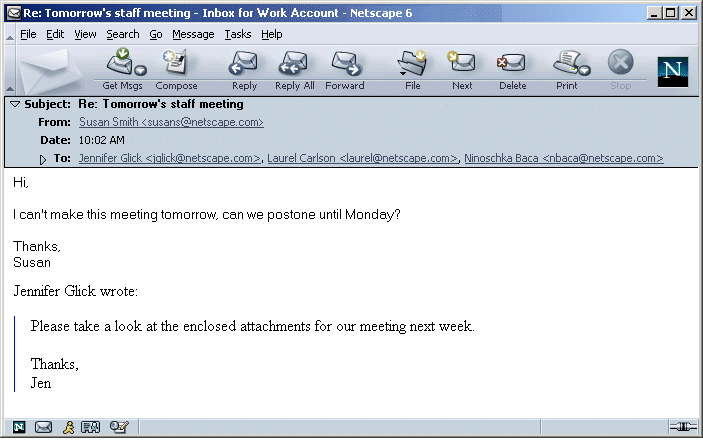 Re: Tomorrow's staff meeting - Inbox for Work Account - Netscape 6
File Edit View Search Go Message Tasks Help
Get Msgs Compose Reply Reply All Forward File Next Delete Print Stop
N
Subject: Re: Tomorrow's staff meeting
From: Susan Smith <susans@netscape.com>
Date: 10:02 AM
To: Jennifer Glick <jglick@netscape.com>, Laurel Carlson <laurel@netscape.com>, Ninoschka Baca <nbaca@netscape.com>
Hi,
I can't make this meeting tomorrow, can we postone until Monday?
Thanks,
Susan
Jennifer Glick wrote:
Please take a look at the enclosed attachments for our meeting next week.
Thanks,
Jen
N